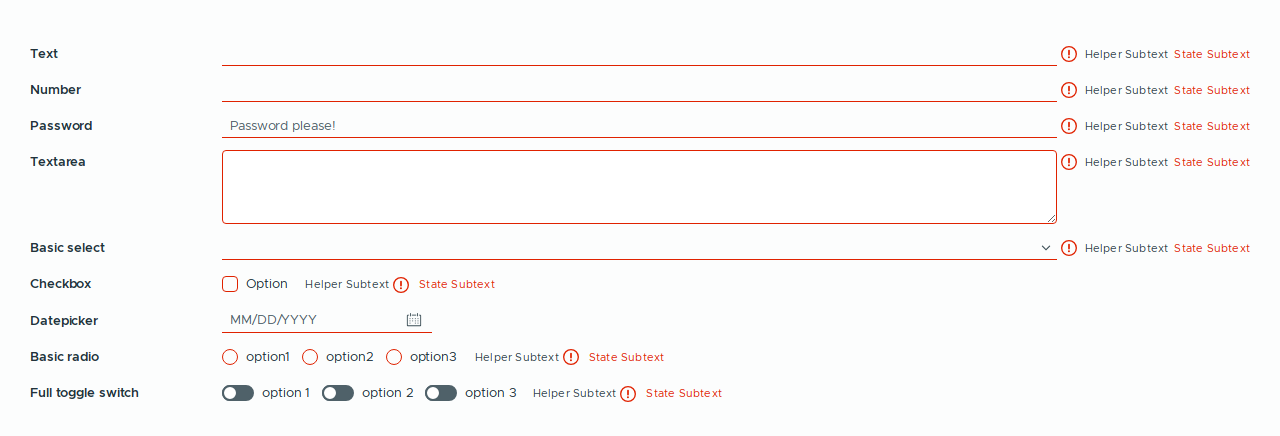 Text Helper Subtext State Subtext
Number Helper Subtext State Subtext
Password Password please! Helper Subtext State Subtext
Textarea Helper Subtext State Subtext
Basic select Helper Subtext State Subtext
Checkbox Option Helper Subtext State Subtext
Datepicker MM/DD/YYYY
Basic radio option1 option2 option3 Helper Subtext State Subtext
Full toggle switch option 1 option 2 option 3 Helper Subtext State Subtext